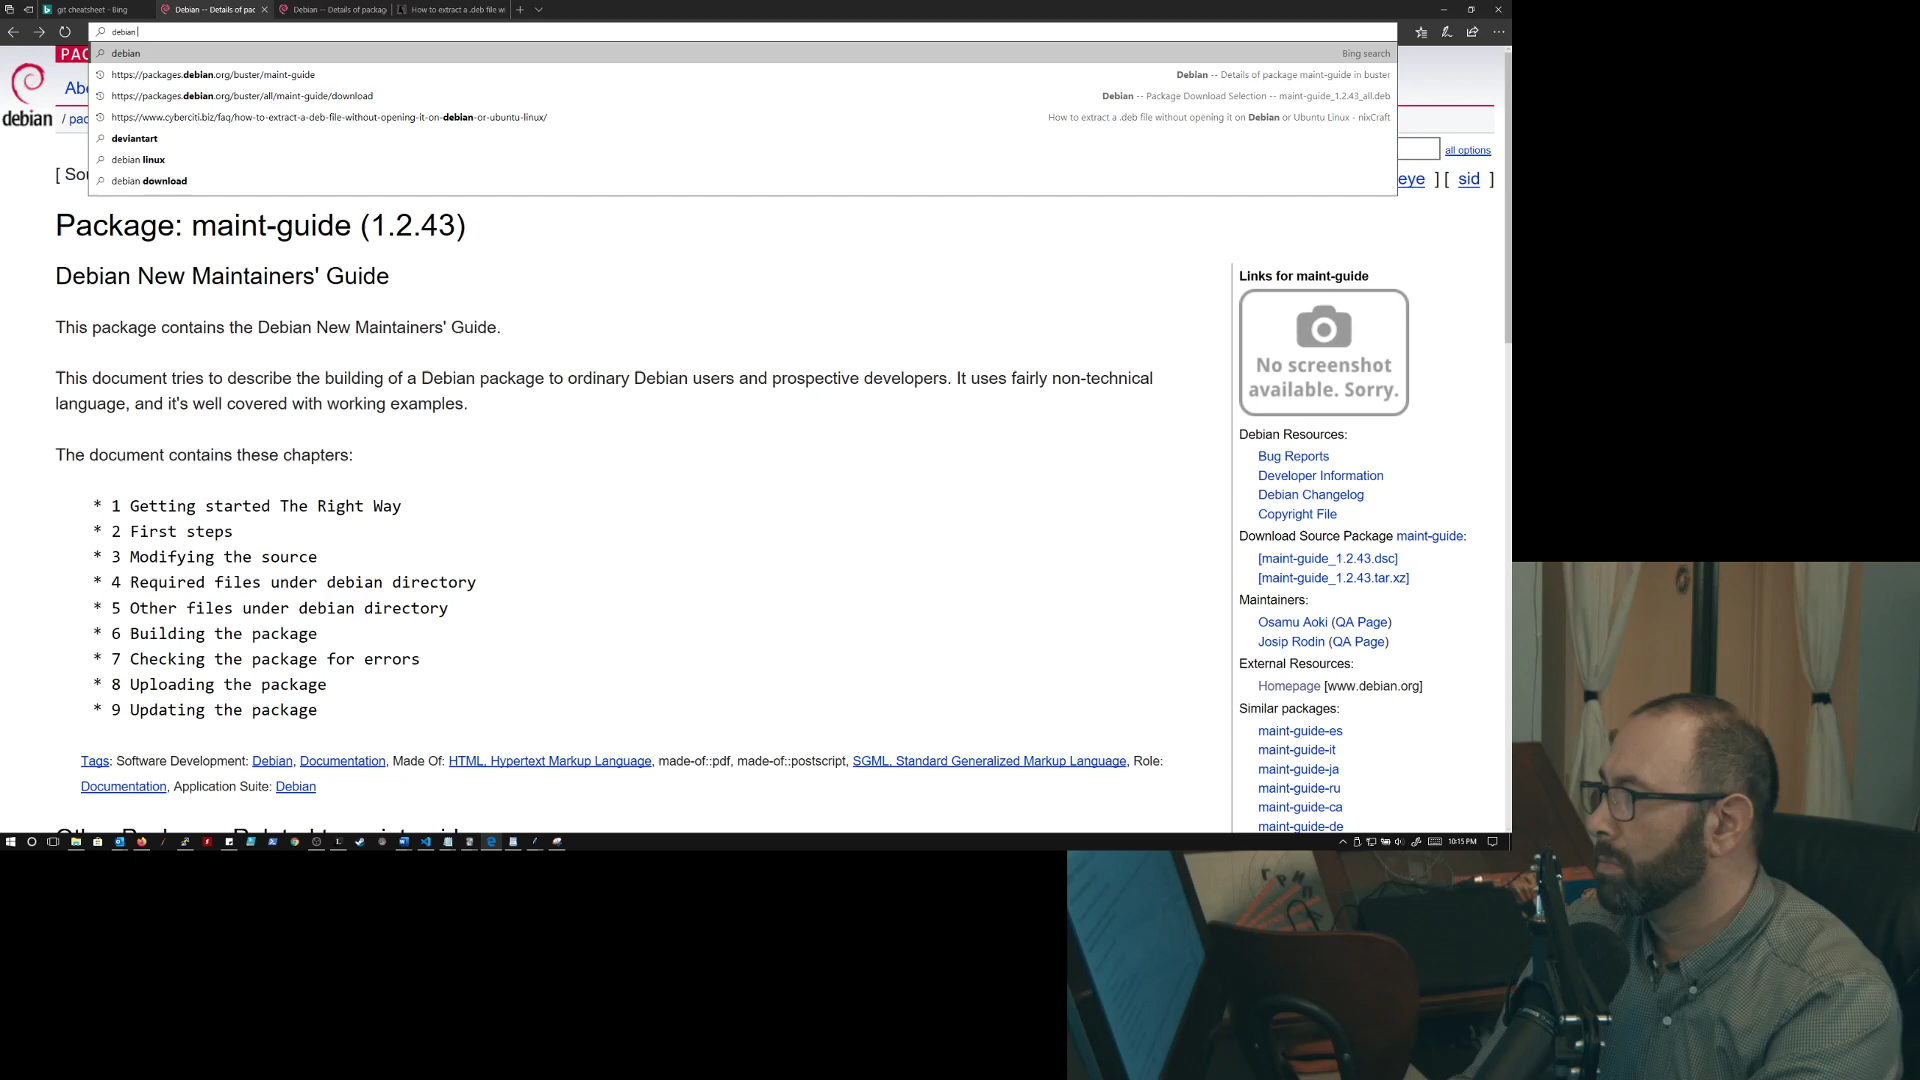 git cheatsheet - Bing
Debian -- Details of pac
Debian -- Details of packag
How to extract a .deb file wi
debian
debian
Bing search
https://packages.debian.org/buster/maint-guide
Debian -- Details of package maint-guide in buster
https://packages.debian.org/buster/all/maint-guide/download
Debian -- Package Download Selection -- maint-guide_1.2.43_all.deb
https://www.cyberciti.biz/faq/how-to-extract-a-deb-file-without-opening-it-on-debian-or-ubuntu-linux/
How to extract a .deb file without opening it on Debian or Ubuntu Linux - nixCraft
deviantart
debian linux
debian download
PAC
Abo
debian
/ pac
all options
[ Sou
eye ] [ sid ]
Package: maint-guide (1.2.43)
Debian New Maintainers' Guide
This package contains the Debian New Maintainers' Guide.
This document tries to describe the building of a Debian package to ordinary Debian users and prospective developers. It uses fairly non-technical
language, and it's well covered with working examples.
The document contains these chapters:
* 1 Getting started The Right Way
* 2 First steps
* 3 Modifying the source
* 4 Required files under debian directory
* 5 Other files under debian directory
* 6 Building the package
* 7 Checking the package for errors
* 8 Uploading the package
* 9 Updating the package
Tags: Software Development: Debian, Documentation, Made Of: HTML, Hypertext Markup Language, made-of::pdf, made-of::postscript, SGML, Standard Generalized Markup Language, Role:
Documentation, Application Suite: Debian
Links for maint-guide
No screenshot
available. Sorry.
Debian Resources:
Bug Reports
Developer Information
Debian Changelog
Copyright File
Download Source Package maint-guide:
[maint-guide_1.2.43.dsc]
[maint-guide_1.2.43.tar.xz]
Maintainers:
Osamu Aoki (QA Page)
Josip Rodin (QA Page)
External Resources:
Homepage [www.debian.org]
Similar packages:
maint-guide-es
maint-guide-it
maint-guide-ja
maint-guide-ru
maint-guide-ca
maint-guide-de
10:15 PM